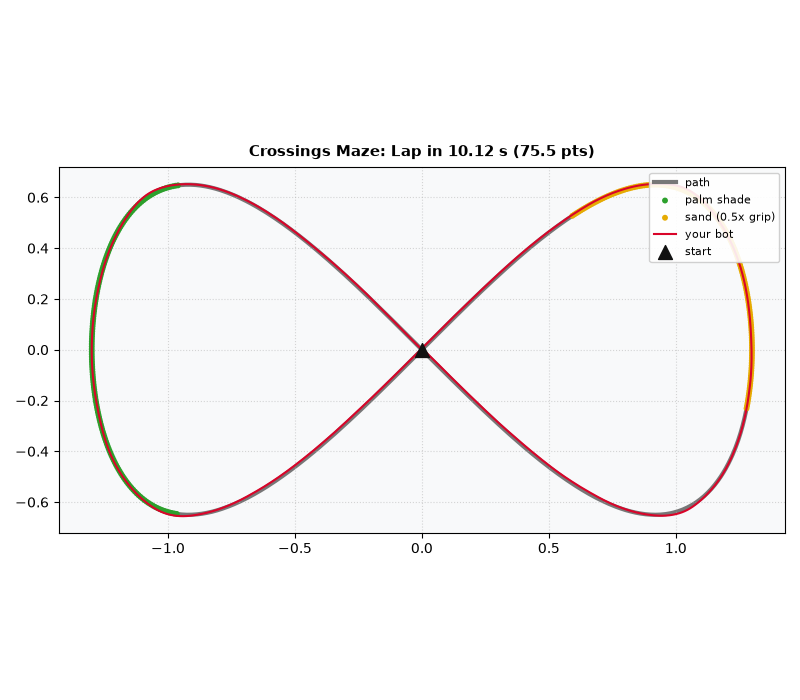 Crossings Maze: Lap in 10.12 s (75.5 pts)
path
palm shade
sand (0.5x grip)
your bot
start
0.6
0.4
0.2
0.0
−0.2
−0.4
−0.6
−1.0 −0.5 0.0 0.5 1.0